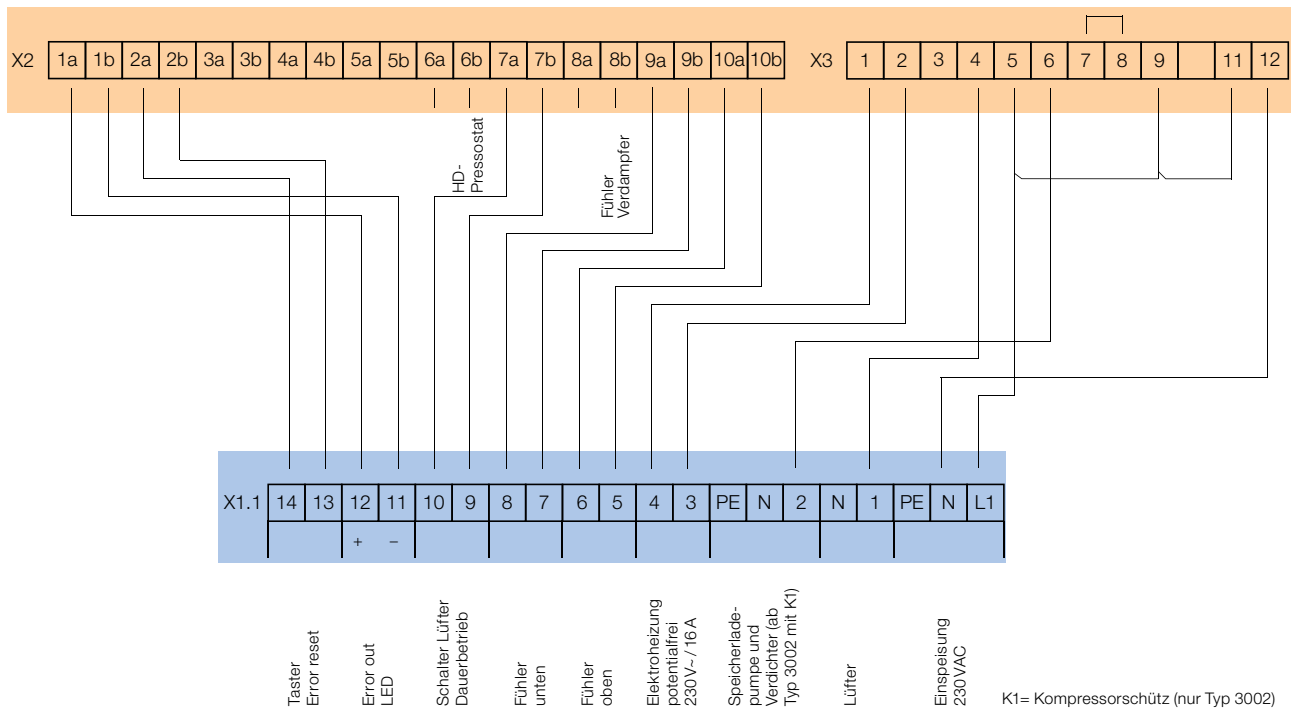 X2 1a 1b 2a 2b 3a 3b 4a 4b 5a 5b 6a 6b 7a 7b 8a 8b 9a 9b 10a 10b X3 1 2 3 4 5 6 7 8 9 11 12
HD-
Pressostat
Fühler
Verdampfer
X1.1 14 13 12 11 10 9 8 7 6 5 4 3 PE N 2 N 1 PE N L1
+ –
Taster
Error reset
Error out
LED
Schalter Lüfter
Dauerbetrieb
Fühler
unten
Fühler
oben
Elektroheizung
potentialfrei
230 V~ / 16 A
Speicherlade-
pumpe und
Verdichter (ab
Typ 3002 mit K1)
Lüfter
Einspeisung
230 VAC
K1= Kompressorschütz (nur Typ 3002)